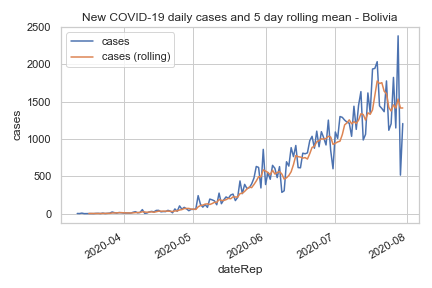 New COVID-19 daily cases and 5 day rolling mean - Bolivia
cases
cases (rolling)
2500
2000
1500
1000
500
0
cases
2020-04
2020-05
2020-06
2020-07
2020-08
dateRep